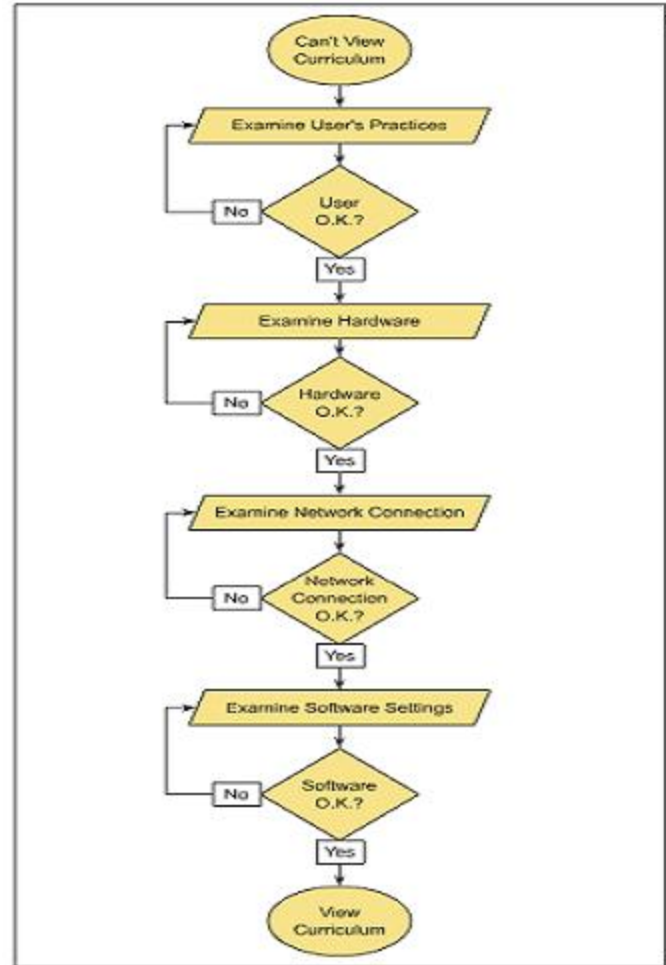 Can't View
Curriculum
Examine User's Practices
User
O.K.?
No
Yes
Examine Hardware
Hardware
O.K.?
No
Yes
Examine Network Connection
Network
Connection
O.K.?
No
Yes
Examine Software Settings
Software
O.K.?
No
Yes
View
Curriculum